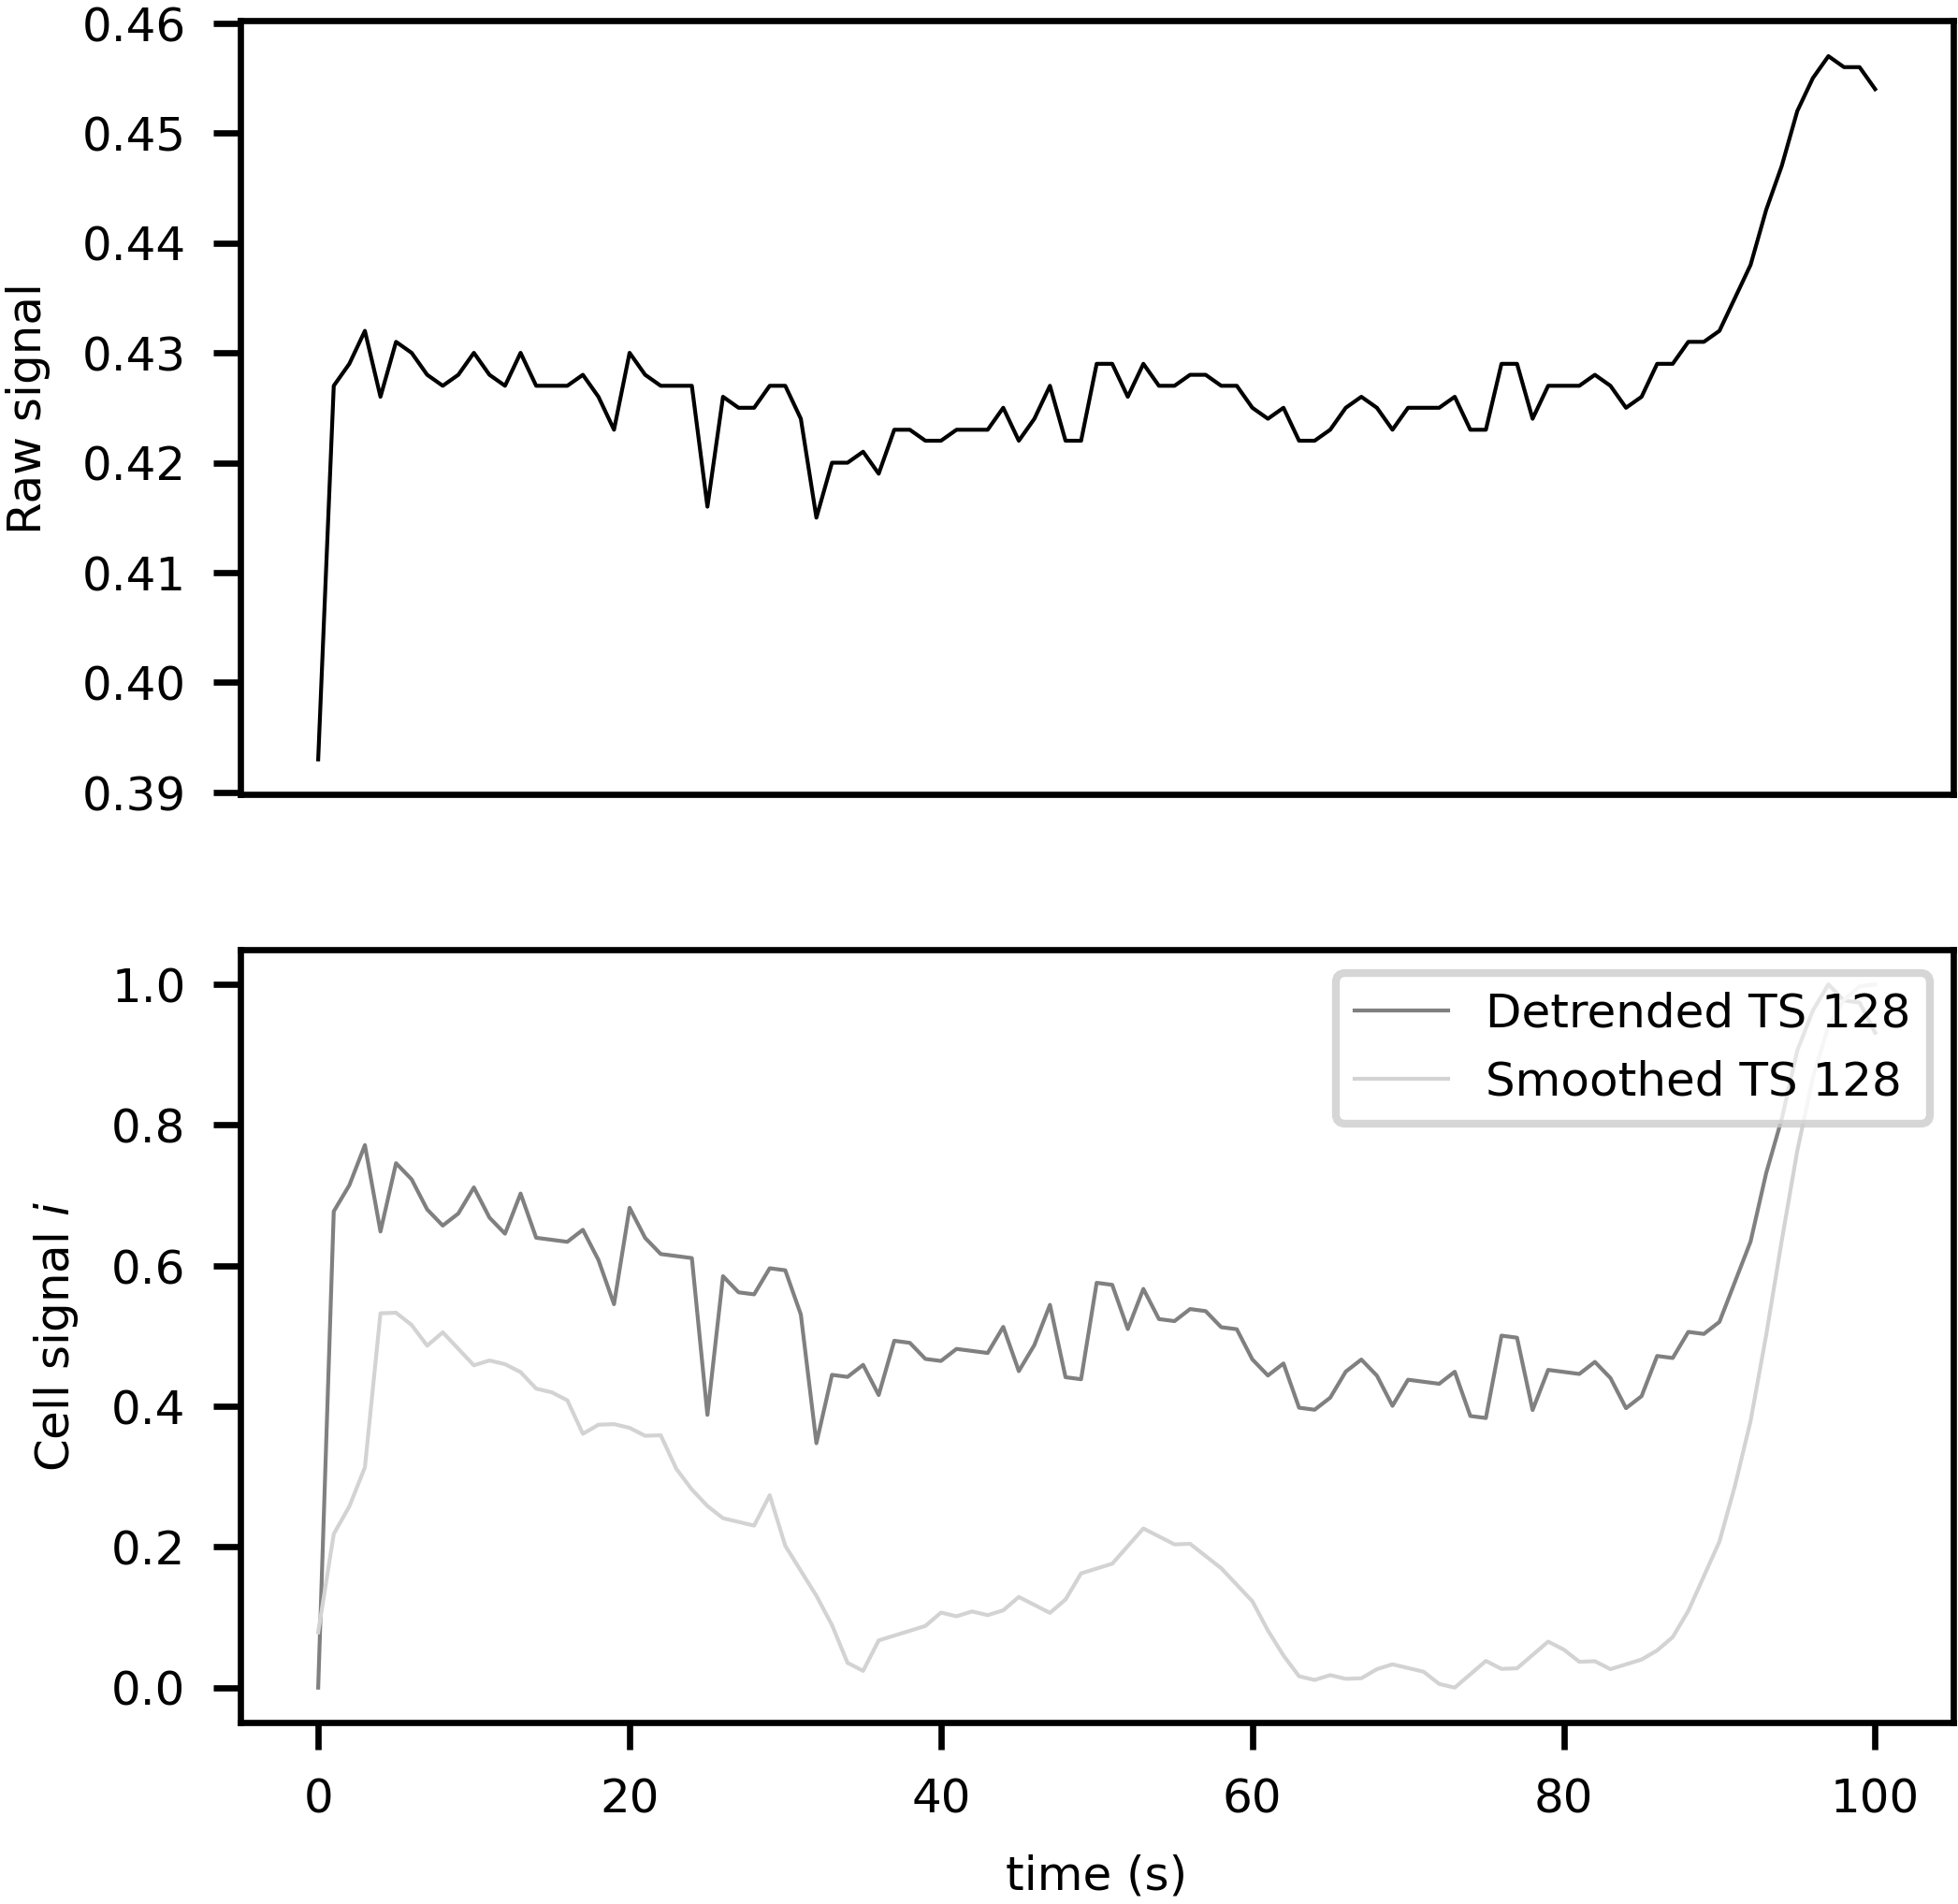 0.46
0.45
0.44
0.43
0.42
0.41
0.40
0.39
Raw signal
1.0
0.8
0.6
0.4
0.2
0.0
Cell signal i
Detrended TS 128
Smoothed TS 128
0 20 40 60 80 100
time (s)